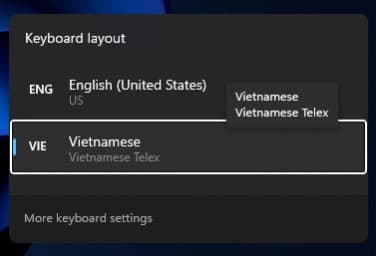 Keyboard layout
ENG English (United States)
US
Vietnamese
Vietnamese Telex
VIE Vietnamese
Vietnamese Telex
More keyboard settings